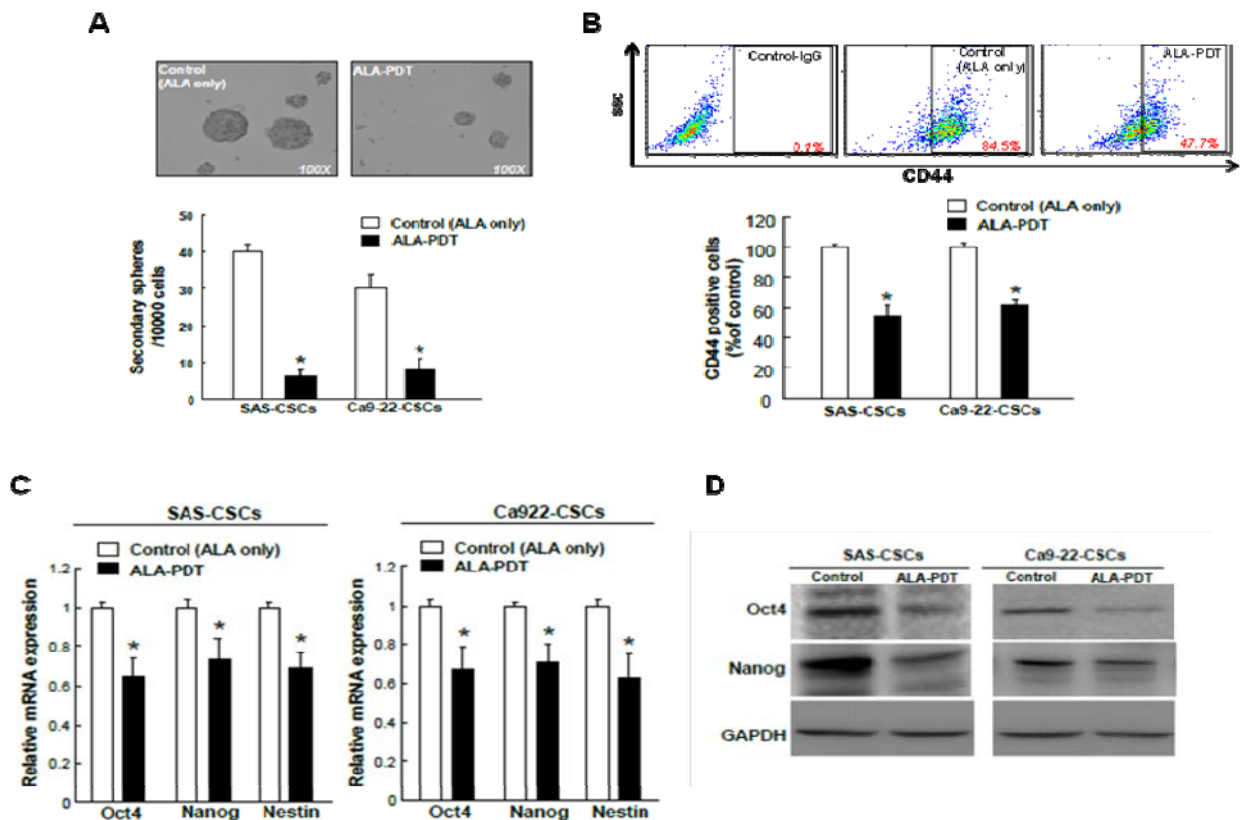 A
Control
(ALA only)
100X
ALA-PDT
100X
Control (ALA only)
ALA-PDT
Secondary spheres
/10000 cells
50
40
30
20
10
0
*
*
SAS-CSCs
Ca9-22-CSCs
B
ssc
Control-IgG
0.1%
Control
(ALA only)
84.5%
ALA-PDT
47.7%
CD44
Control (ALA only)
ALA-PDT
CD44 positive cells
(%of control)
120
100
80
60
40
20
0
*
*
SAS-CSCs
Ca9-22-CSCs
C
SAS-CSCs
Control (ALA only)
ALA-PDT
Relative mRNA expression
1.2
1
0.8
0.6
0.4
0.2
0
*
*
*
Oct4
Nanog
Nestin
Ca922-CSCs
Control (ALA only)
ALA-PDT
Relative mRNA expression
1.2
1
0.8
0.6
0.4
0.2
0
*
*
*
Oct4
Nanog
Nestin
D
SAS-CSCs
Ca9-22-CSCs
Control
ALA-PDT
Control
ALA-PDT
Oct4
Nanog
GAPDH